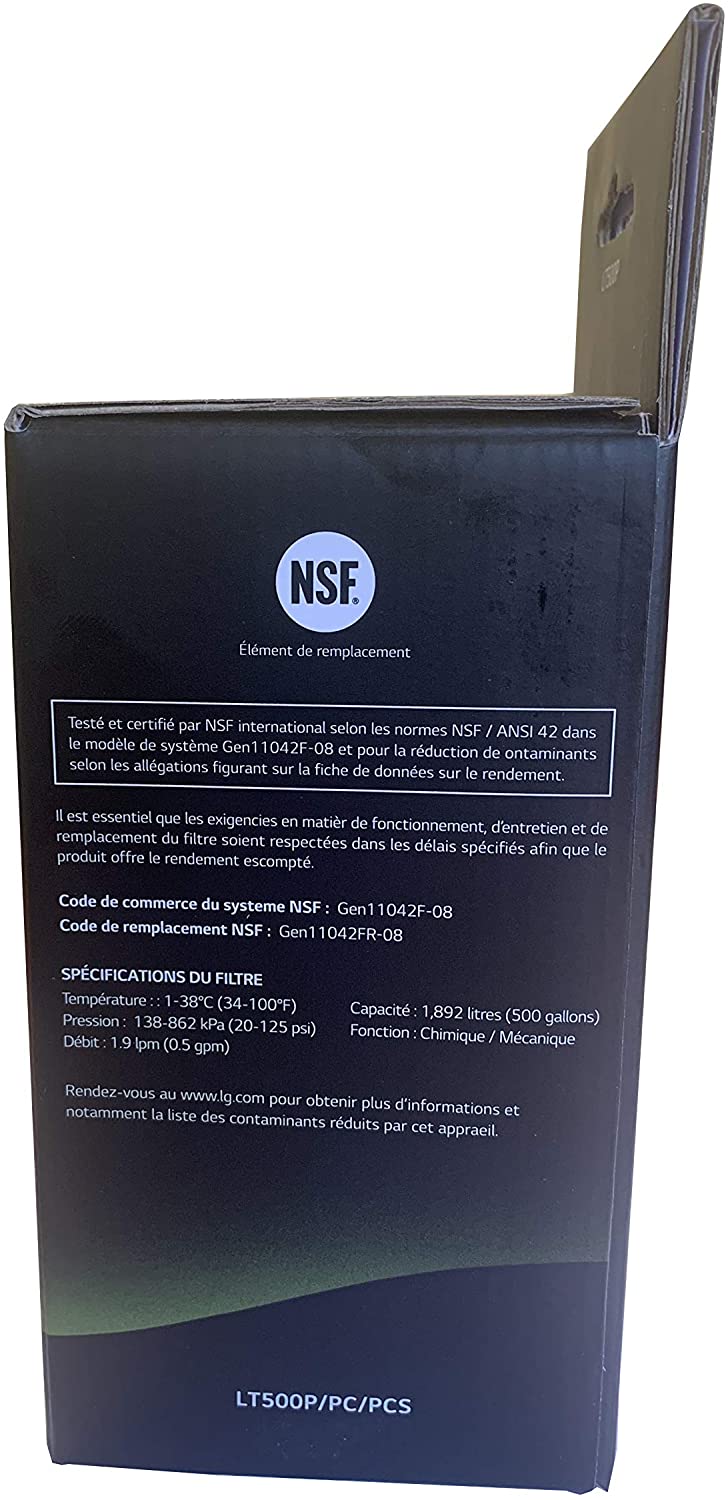 LT500P
NSF®
Élément de remplacement
Testé et certifié par NSF international selon les normes NSF / ANSI 42 dans
le modèle de système Gen11042F-08 et pour la réduction de ontaminants
selon les allégations figurant sur la fiche de données sur le rendement.
Il est essentiel que les exigencies en matièr de fonctionnement, d'entretien et de
remplacement du filtre soient respectées dans les délais spécifiés afin que le
produit offre le rendement escompté.
Code de commerce du systeme NSF : Gen11042F-08
Code de remplacement NSF : Gen11042FR-08
SPÉCIFICATIONS DU FILTRE
Température : : 1-38°C (34-100°F)
Pression : 138-862 kPa (20-125 psi)
Débit : 1.9 lpm (0.5 gpm)
Capacité : 1,892 litres (500 gallons)
Fonction : Chimique / Mécanique
Rendez-vous au www.lg.com pour obtenir plus d'informations et
notamment la liste des contaminants réduits par cet appraeil.
LT500P/PC/PCS